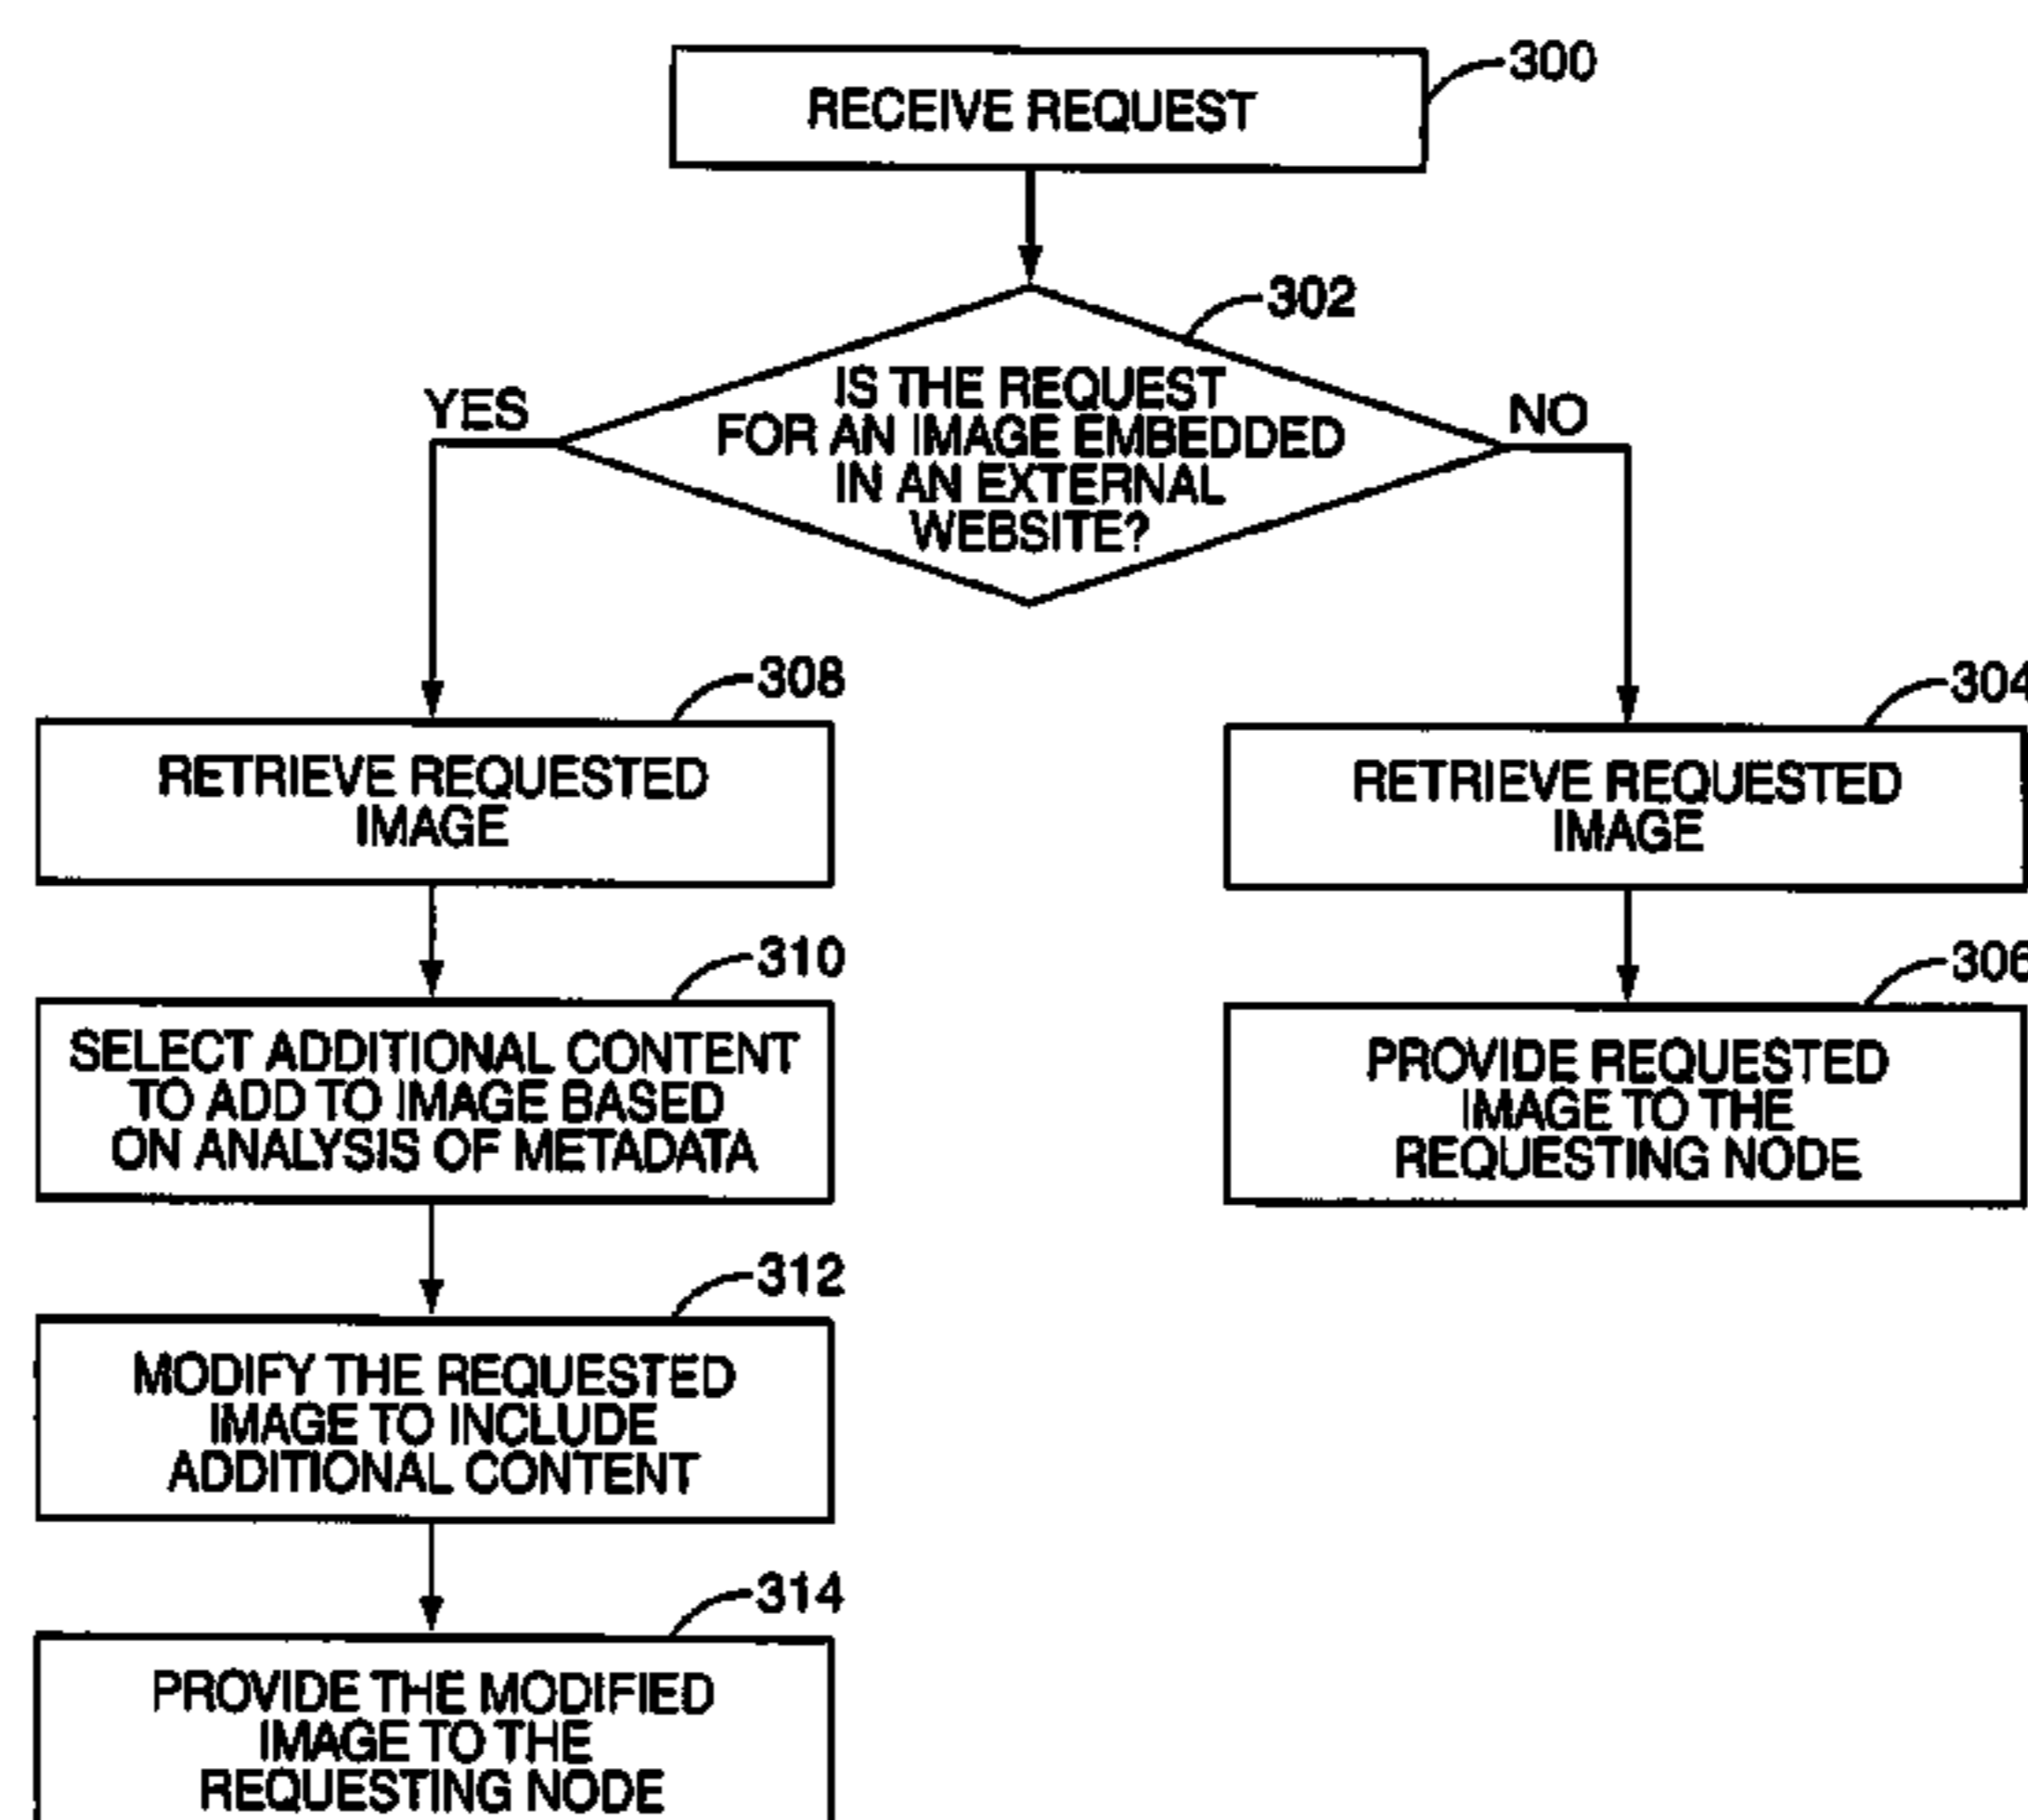 300
RECEIVE REQUEST
302
IS THE REQUEST
FOR AN IMAGE EMBEDDED
IN AN EXTERNAL
WEBSITE?
YES
NO
308
RETRIEVE REQUESTED
IMAGE
304
RETRIEVE REQUESTED
IMAGE
310
SELECT ADDITIONAL CONTENT
TO ADD TO IMAGE BASED
ON ANALYSIS OF METADATA
306
PROVIDE REQUESTED
IMAGE TO THE
REQUESTING NODE
312
MODIFY THE REQUESTED
IMAGE TO INCLUDE
ADDITIONAL CONTENT
314
PROVIDE THE MODIFIED
IMAGE TO THE
REQUESTING NODE